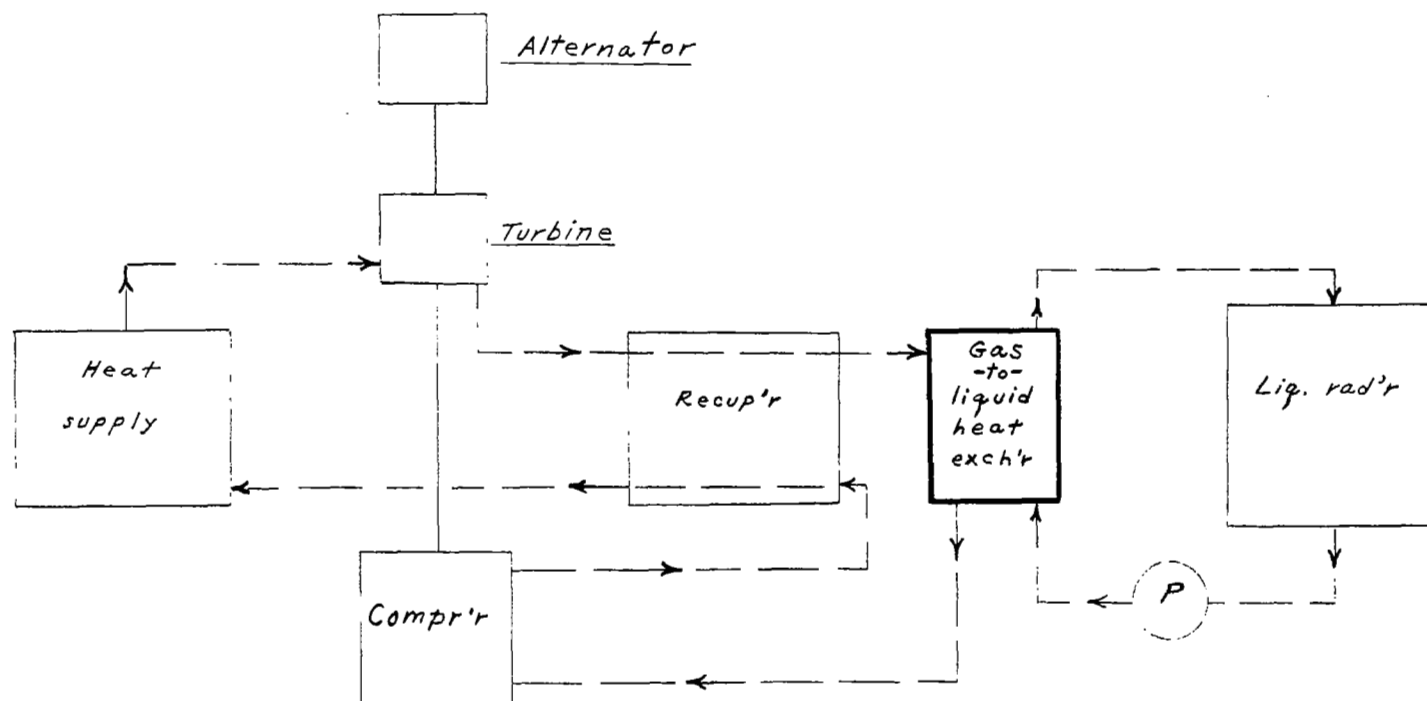 Alternator
Turbine
Heat
supply
Recup'r
Gas
-to-
liquid
heat
exch'r
Liq. rad'r
Compr'r
P